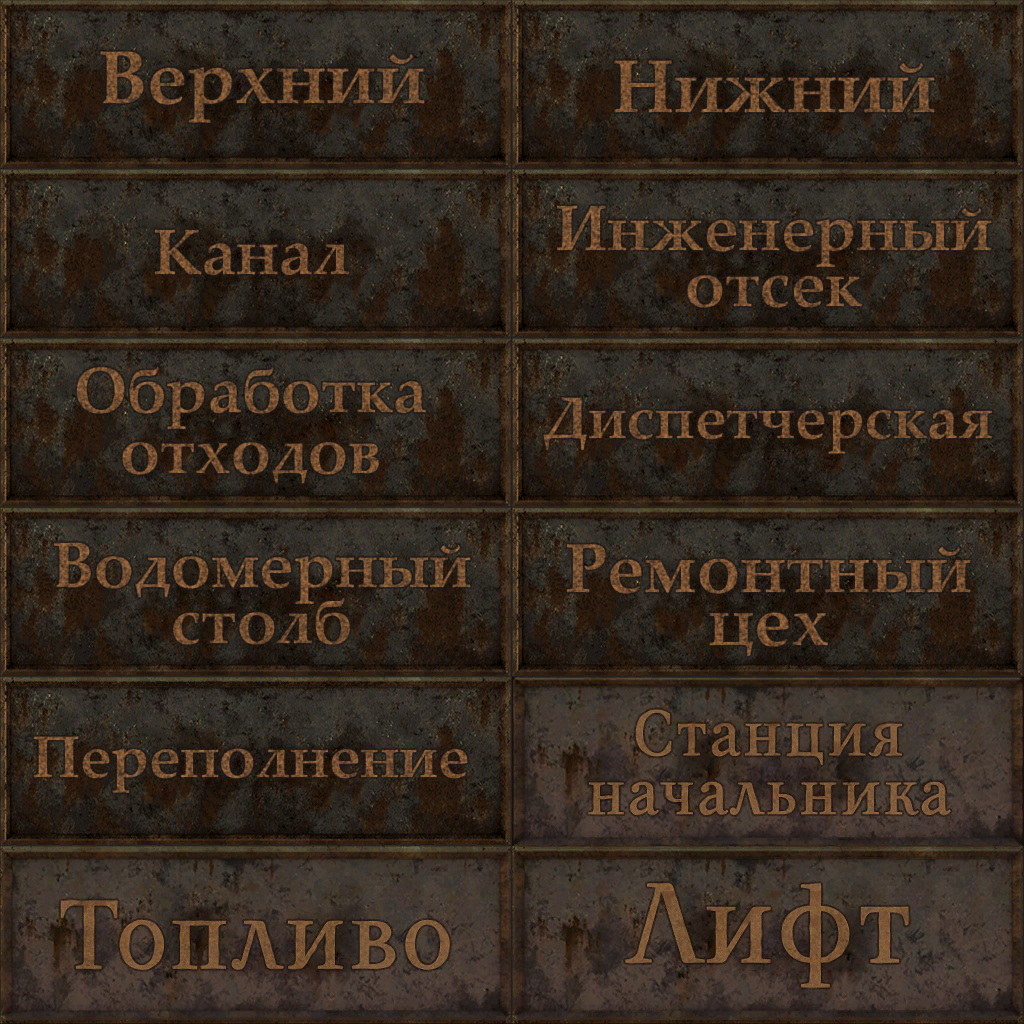 Верхний
Нижний
Канал
Инженерный
отсек
Обработка
отходов
Диспетчерская
Водомерный
столб
Ремонтный
цех
Переполнение
Станция
начальника
Топливо
Лифт